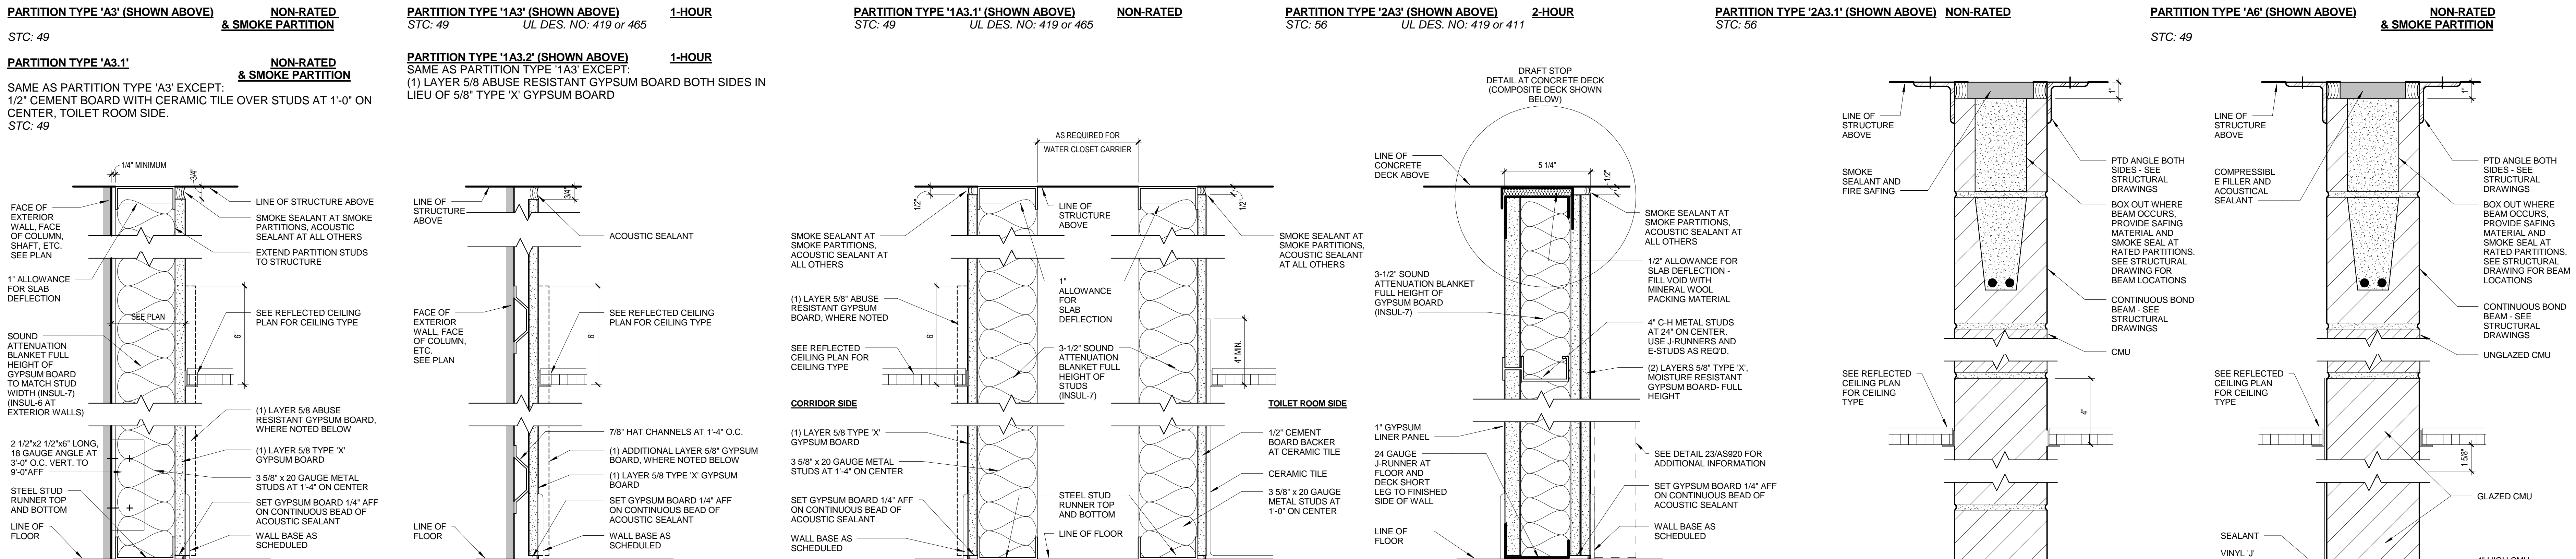 PARTITION TYPE 'A3' (SHOWN ABOVE) NON-RATED
& SMOKE PARTITION
STC: 49
PARTITION TYPE 'A3.1' NON-RATED
& SMOKE PARTITION
SAME AS PARTITION TYPE 'A3' EXCEPT:
1/2" CEMENT BOARD WITH CERAMIC TILE OVER STUDS AT 1'-0" ON
CENTER, TOILET ROOM SIDE.
STC: 49
1/4" MINIMUM
3/4"
FACE OF
EXTERIOR
WALL, FACE
OF COLUMN,
SHAFT, ETC.
SEE PLAN
1" ALLOWANCE
FOR SLAB
DEFLECTION
SEE PLAN
SOUND
ATTENUATION
BLANKET FULL
HEIGHT OF
GYPSUM BOARD
TO MATCH STUD
WIDTH (INSUL-7)
(INSUL-6 AT
EXTERIOR WALLS)
2 1/2"x2 1/2"x6" LONG,
18 GAUGE ANGLE AT
3'-0" O.C. VERT. TO
9'-0"AFF
STEEL STUD
RUNNER TOP
AND BOTTOM
LINE OF
FLOOR
LINE OF STRUCTURE ABOVE
SMOKE SEALANT AT SMOKE
PARTITIONS, ACOUSTIC
SEALANT AT ALL OTHERS
EXTEND PARTITION STUDS
TO STRUCTURE
6"
SEE REFLECTED CEILING
PLAN FOR CEILING TYPE
(1) LAYER 5/8 ABUSE
RESISTANT GYPSUM BOARD,
WHERE NOTED BELOW
(1) LAYER 5/8 TYPE 'X'
GYPSUM BOARD
3 5/8" x 20 GAUGE METAL
STUDS AT 1'-4" ON CENTER
SET GYPSUM BOARD 1/4" AFF
ON CONTINUOUS BEAD OF
ACOUSTIC SEALANT
WALL BASE AS
SCHEDULED
PARTITION TYPE '1A3' (SHOWN ABOVE) 1-HOUR
STC: 49 UL DES. NO: 419 or 465
PARTITION TYPE '1A3.2' (SHOWN ABOVE) 1-HOUR
SAME AS PARTITION TYPE '1A3' EXCEPT:
(1) LAYER 5/8 ABUSE RESISTANT GYPSUM BOARD BOTH SIDES IN
LIEU OF 5/8" TYPE 'X' GYPSUM BOARD
LINE OF
STRUCTURE
ABOVE
3/4"
ACOUSTIC SEALANT
FACE OF
EXTERIOR
WALL, FACE
OF COLUMN,
ETC.
SEE PLAN
SEE REFLECTED CEILING
PLAN FOR CEILING TYPE
6"
7/8" HAT CHANNELS AT 1'-4" O.C.
(1) ADDITIONAL LAYER 5/8" GYPSUM
BOARD, WHERE NOTED BELOW
(1) LAYER 5/8 TYPE 'X' GYPSUM
BOARD
SET GYPSUM BOARD 1/4" AFF
ON CONTINUOUS BEAD OF
ACOUSTIC SEALANT
LINE OF
FLOOR
WALL BASE AS
SCHEDULED
PARTITION TYPE '1A3.1' (SHOWN ABOVE) NON-RATED
STC: 49 UL DES. NO: 419 or 465
AS REQUIRED FOR
WATER CLOSET CARRIER
1/2"
SMOKE SEALANT AT
SMOKE PARTITIONS,
ACOUSTIC SEALANT AT
ALL OTHERS
(1) LAYER 5/8" ABUSE
RESISTANT GYPSUM
BOARD, WHERE NOTED
6"
SEE REFLECTED
CEILING PLAN FOR
CEILING TYPE
CORRIDOR SIDE
(1) LAYER 5/8 TYPE 'X'
GYPSUM BOARD
3 5/8" x 20 GAUGE METAL
STUDS AT 1'-4" ON CENTER
SET GYPSUM BOARD 1/4" AFF
ON CONTINUOUS BEAD OF
ACOUSTIC SEALANT
WALL BASE AS
SCHEDULED
LINE OF
STRUCTURE
ABOVE
1"
ALLOWANCE
FOR
SLAB
DEFLECTION
3-1/2" SOUND
ATTENUATION
BLANKET FULL
HEIGHT OF
STUDS
(INSUL-7)
STEEL STUD
RUNNER TOP
AND BOTTOM
LINE OF FLOOR
1/2"
SMOKE SEALANT AT
SMOKE PARTITIONS,
ACOUSTIC SEALANT
AT ALL OTHERS
4" MIN.
TOILET ROOM SIDE
1/2" CEMENT
BOARD BACKER
AT CERAMIC TILE
CERAMIC TILE
3 5/8" x 20 GAUGE
METAL STUDS AT
1'-0" ON CENTER
PARTITION TYPE '2A3' (SHOWN ABOVE) 2-HOUR
STC: 56 UL DES. NO: 419 or 411
DRAFT STOP
DETAIL AT CONCRETE DECK
(COMPOSITE DECK SHOWN
BELOW)
LINE OF
CONCRETE
DECK ABOVE
5 1/4"
1/2"
3-1/2" SOUND
ATTENUATION BLANKET
FULL HEIGHT OF
GYPSUM BOARD
(INSUL-7)
1" GYPSUM
LINER PANEL
24 GAUGE
J-RUNNER AT
FLOOR AND
DECK SHORT
LEG TO FINISHED
SIDE OF WALL
LINE OF
FLOOR
SMOKE SEALANT AT
SMOKE PARTITIONS,
ACOUSTIC SEALANT AT
ALL OTHERS
1/2" ALLOWANCE FOR
SLAB DEFLECTION -
FILL VOID WITH
MINERAL WOOL
PACKING MATERIAL
4" C-H METAL STUDS
AT 24" ON CENTER.
USE J-RUNNERS AND
E-STUDS AS REQ'D.
(2) LAYERS 5/8" TYPE 'X',
MOISTURE RESISTANT
GYPSUM BOARD- FULL
HEIGHT
SEE DETAIL 23/AS920 FOR
ADDITIONAL INFORMATION
SET GYPSUM BOARD 1/4" AFF
ON CONTINUOUS BEAD OF
ACOUSTIC SEALANT
WALL BASE AS
SCHEDULED
PARTITION TYPE '2A3.1' (SHOWN ABOVE) NON-RATED
STC: 56
LINE OF
STRUCTURE
ABOVE
SMOKE
SEALANT AND
FIRE SAFING
SEE REFLECTED
CEILING PLAN
FOR CEILING
TYPE
1"
PTD ANGLE BOTH
SIDES - SEE
STRUCTURAL
DRAWINGS
BOX OUT WHERE
BEAM OCCURS,
PROVIDE SAFING
MATERIAL AND
SMOKE SEAL AT
RATED PARTITIONS.
SEE STRUCTURAL
DRAWING FOR
BEAM LOCATIONS
CONTINUOUS BOND
BEAM - SEE
STRUCTURAL
DRAWINGS
CMU
4"
PARTITION TYPE 'A6' (SHOWN ABOVE) NON-RATED
& SMOKE PARTITION
STC: 49
LINE OF
STRUCTURE
ABOVE
COMPRESSIBL
E FILLER AND
ACOUSTICAL
SEALANT
SEE REFLECTED
CEILING PLAN
FOR CEILING
TYPE
SEALANT
VINYL 'J'
1"
PTD ANGLE BOTH
SIDES - SEE
STRUCTURAL
DRAWINGS
BOX OUT WHERE
BEAM OCCURS,
PROVIDE SAFING
MATERIAL AND
SMOKE SEAL AT
RATED PARTITIONS.
SEE STRUCTURAL
DRAWING FOR BEAM
LOCATIONS
CONTINUOUS BOND
BEAM - SEE
STRUCTURAL
DRAWINGS
UNGLAZED CMU
1 5/8"
GLAZED CMU